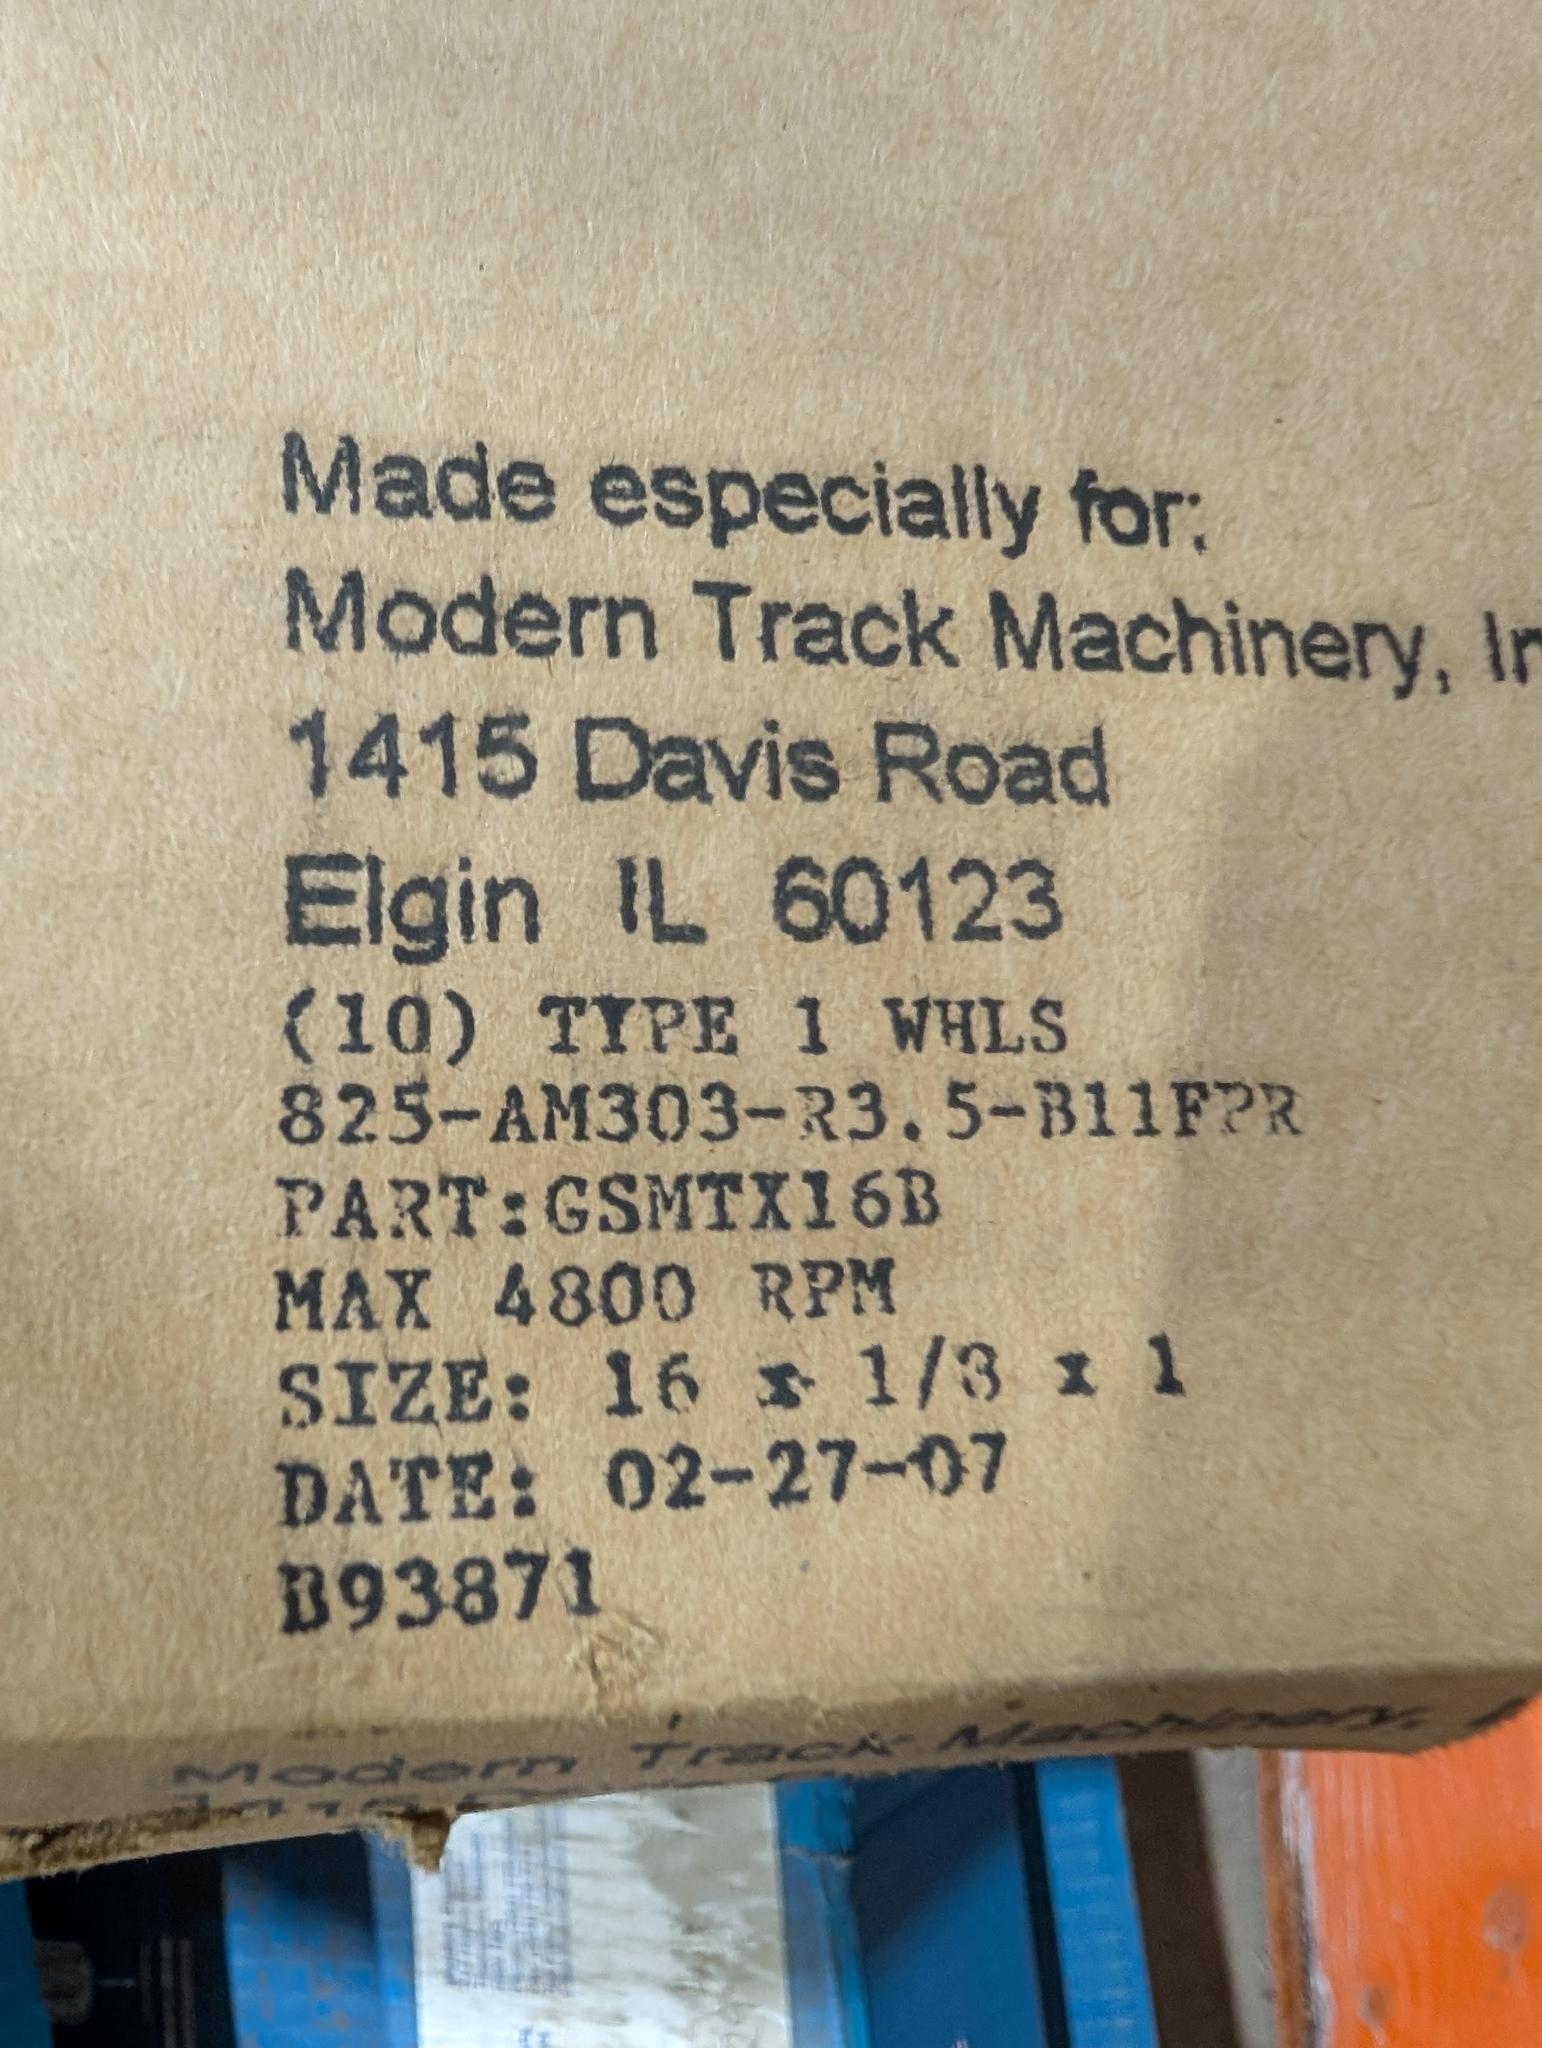 Made especially for:
Modern Track Machinery, In
1415 Davis Road
Elgin IL 60123
(10) TYPE 1 WHLS
825-AM303-R3.5-B11FPR
PART:GSMTX16B
MAX 4800 RPM
SIZE: 16 x 1/8 x 1
DATE: 02-27-07
B93871
Modern Track Machinery,